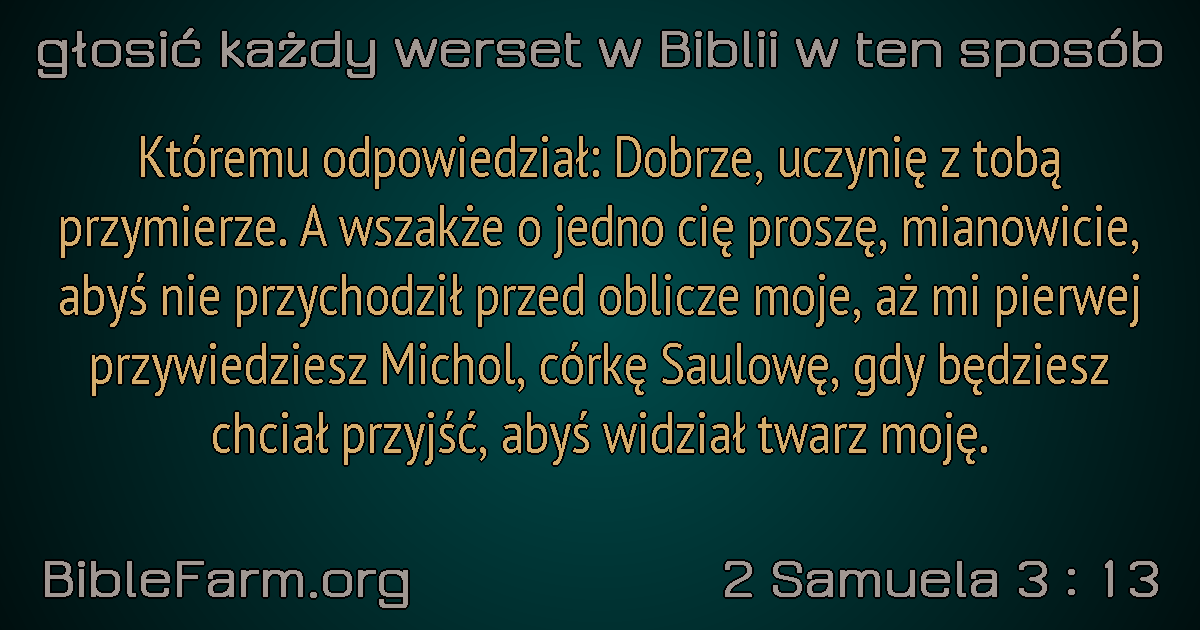 głosić każdy werset w Biblii w ten sposób
Któremu odpowiedział: Dobrze, uczynię z tobą
przymierze. A wszakże o jedno cię proszę, mianowicie,
abyś nie przychodził przed oblicze moje, aż mi pierwej
przywiedziesz Michol, córkę Saulowę, gdy będziesz
chciał przyjść, abyś widział twarz moję.
BibleFarm.org
2 Samuela 3 : 13